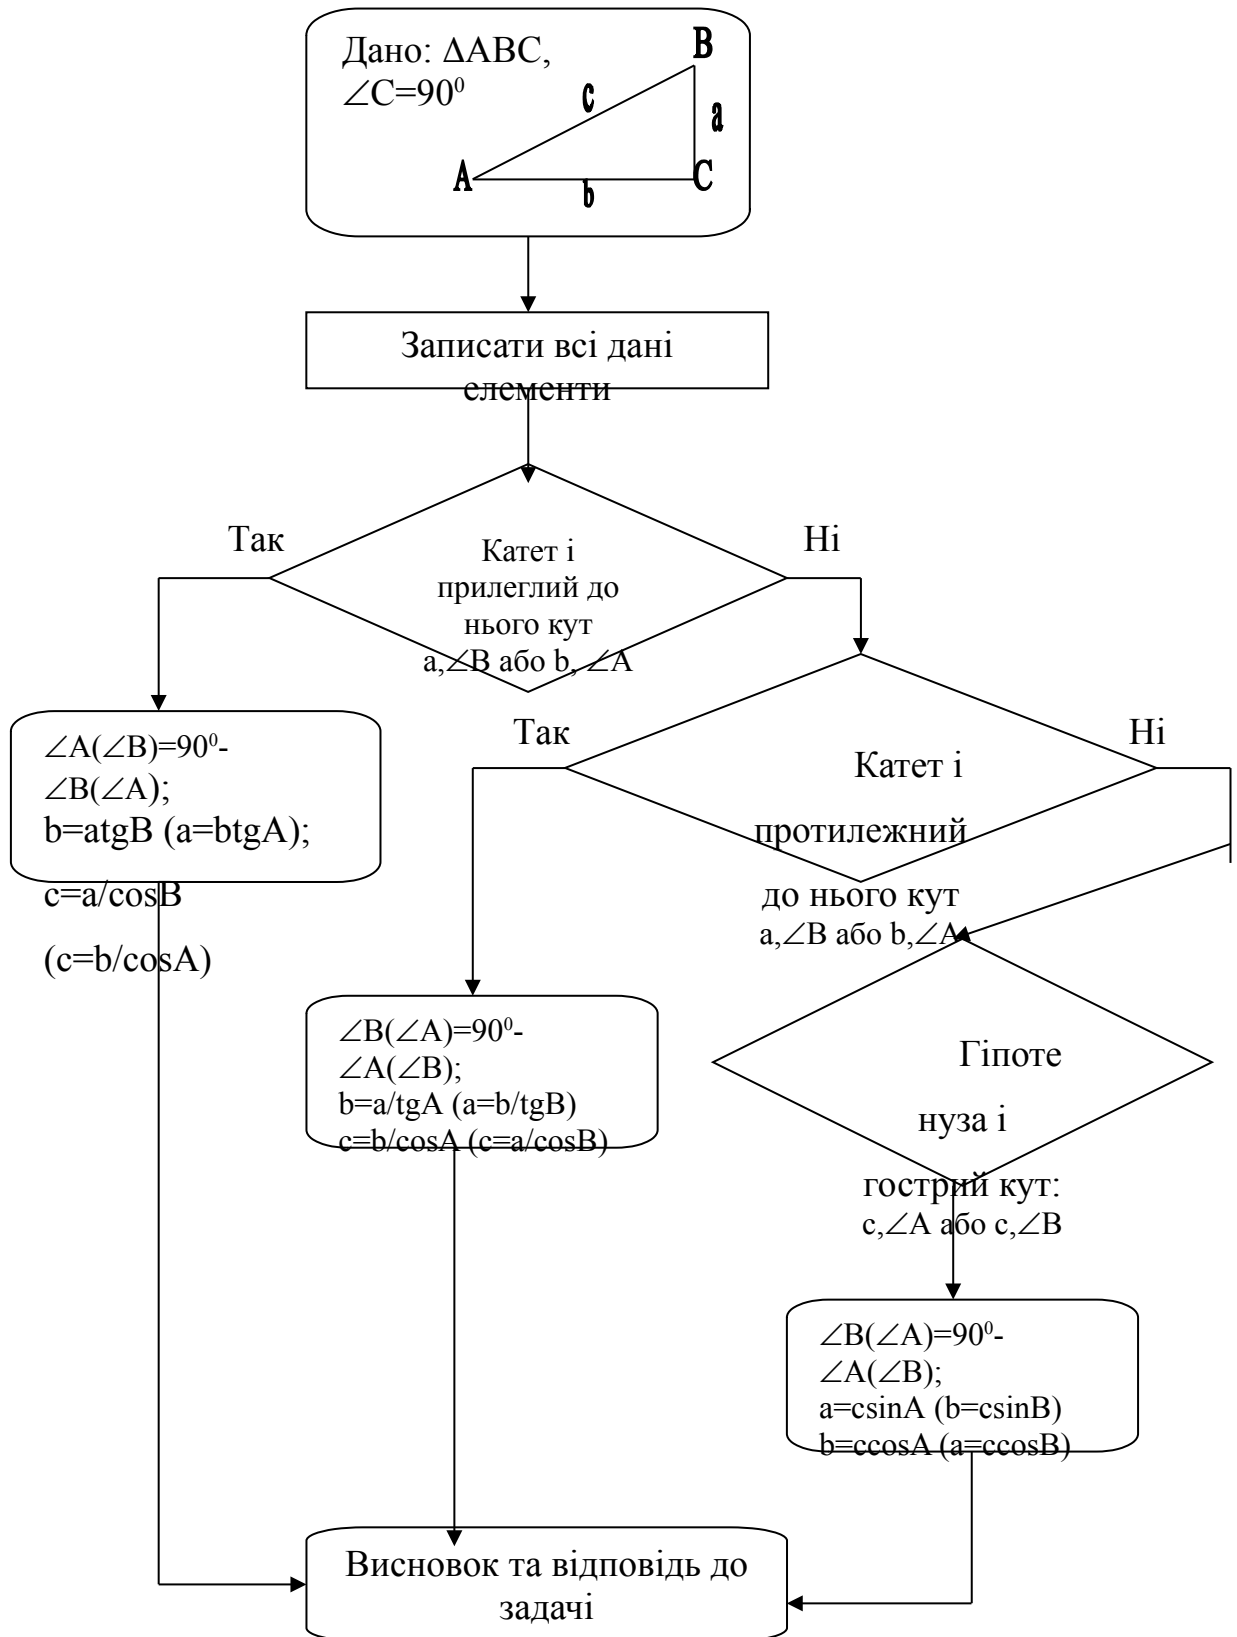 Дано: ΔABC,
∠C=90⁰
B
c
a
A
b
C
Записати всі дані
елементи
Так
Ні
Катет і
прилеглий до
нього кут
a,∠B або b, ∠A
∠A(∠B)=90⁰-
∠B(∠A);
b=atgB (a=btgA);
c=a/cosB
(c=b/cosA)
Так
Ні
Катет і
протилежний
до нього кут
a,∠B або b,∠A
∠B(∠A)=90⁰-
∠A(∠B);
b=a/tgA (a=b/tgB)
c=b/cosA (c=a/cosB)
Гіпоте
нуза і
гострий кут:
c,∠A або c,∠B
∠B(∠A)=90⁰-
∠A(∠B);
a=csinA (b=csinB)
b=ccosA (a=ccosB)
Висновок та відповідь до
задачі